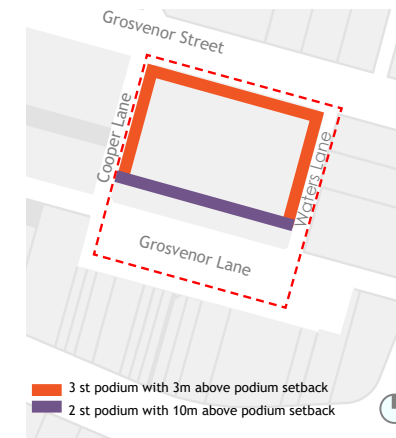 Grosvenor Street
Cooper Lane
Waters Lane
Grosvenor Lane
3 st podium with 3m above podium setback
2 st podium with 10m above podium setback